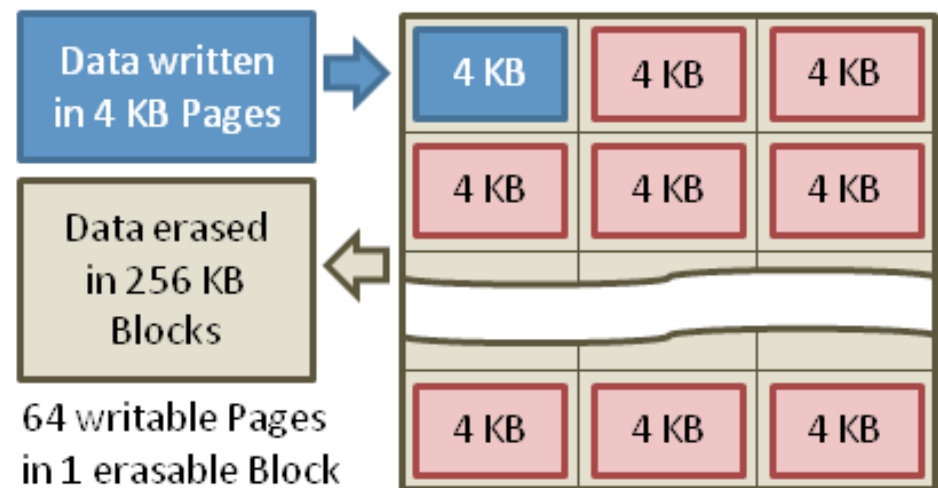 Data written
in 4 KB Pages
4 KB 4 KB 4 KB
4 KB 4 KB 4 KB
Data erased
in 256 KB
Blocks
4 KB 4 KB 4 KB
64 writable Pages
in 1 erasable Block